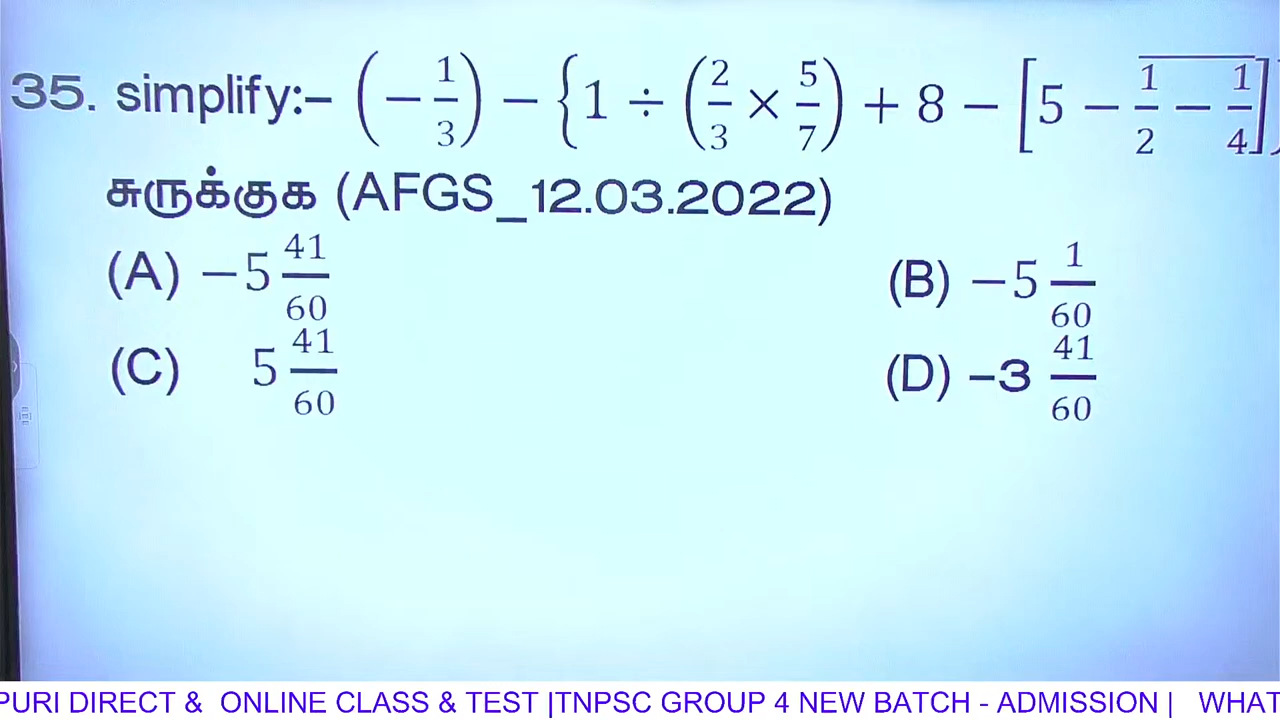 35. simplify:– (−1/3) − {1 ÷ (2/3 × 5/7) + 8 − [5 − 1/2 − 1/4]}
சுருக்குக (AFGS_12.03.2022)
(A) −5 41/60
(B) −5 1/60
(C) 5 41/60
(D) –3 41/60
PURI DIRECT & ONLINE CLASS & TEST |TNPSC GROUP 4 NEW BATCH - ADMISSION | WHAT